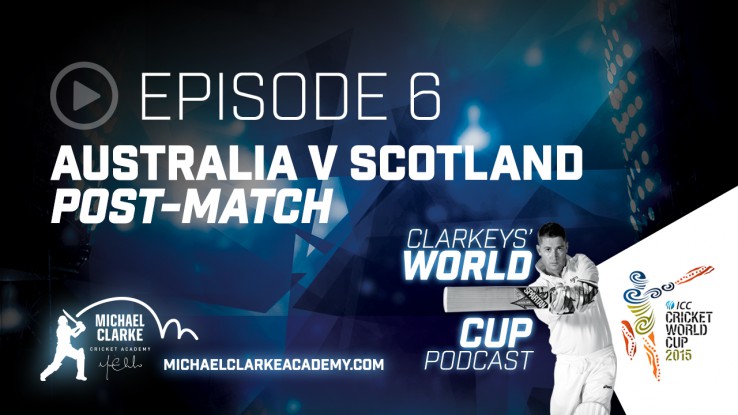 EPISODE 6
AUSTRALIA V SCOTLAND
POST-MATCH
CLARKEYS'
WORLD
CUP
PODCAST
SPARTAN
MICHAEL
CLARKE
CRICKET ACADEMY
MICHAELCLARKEACADEMY.COM
ICC
CRICKET
WORLD
CUP
2015